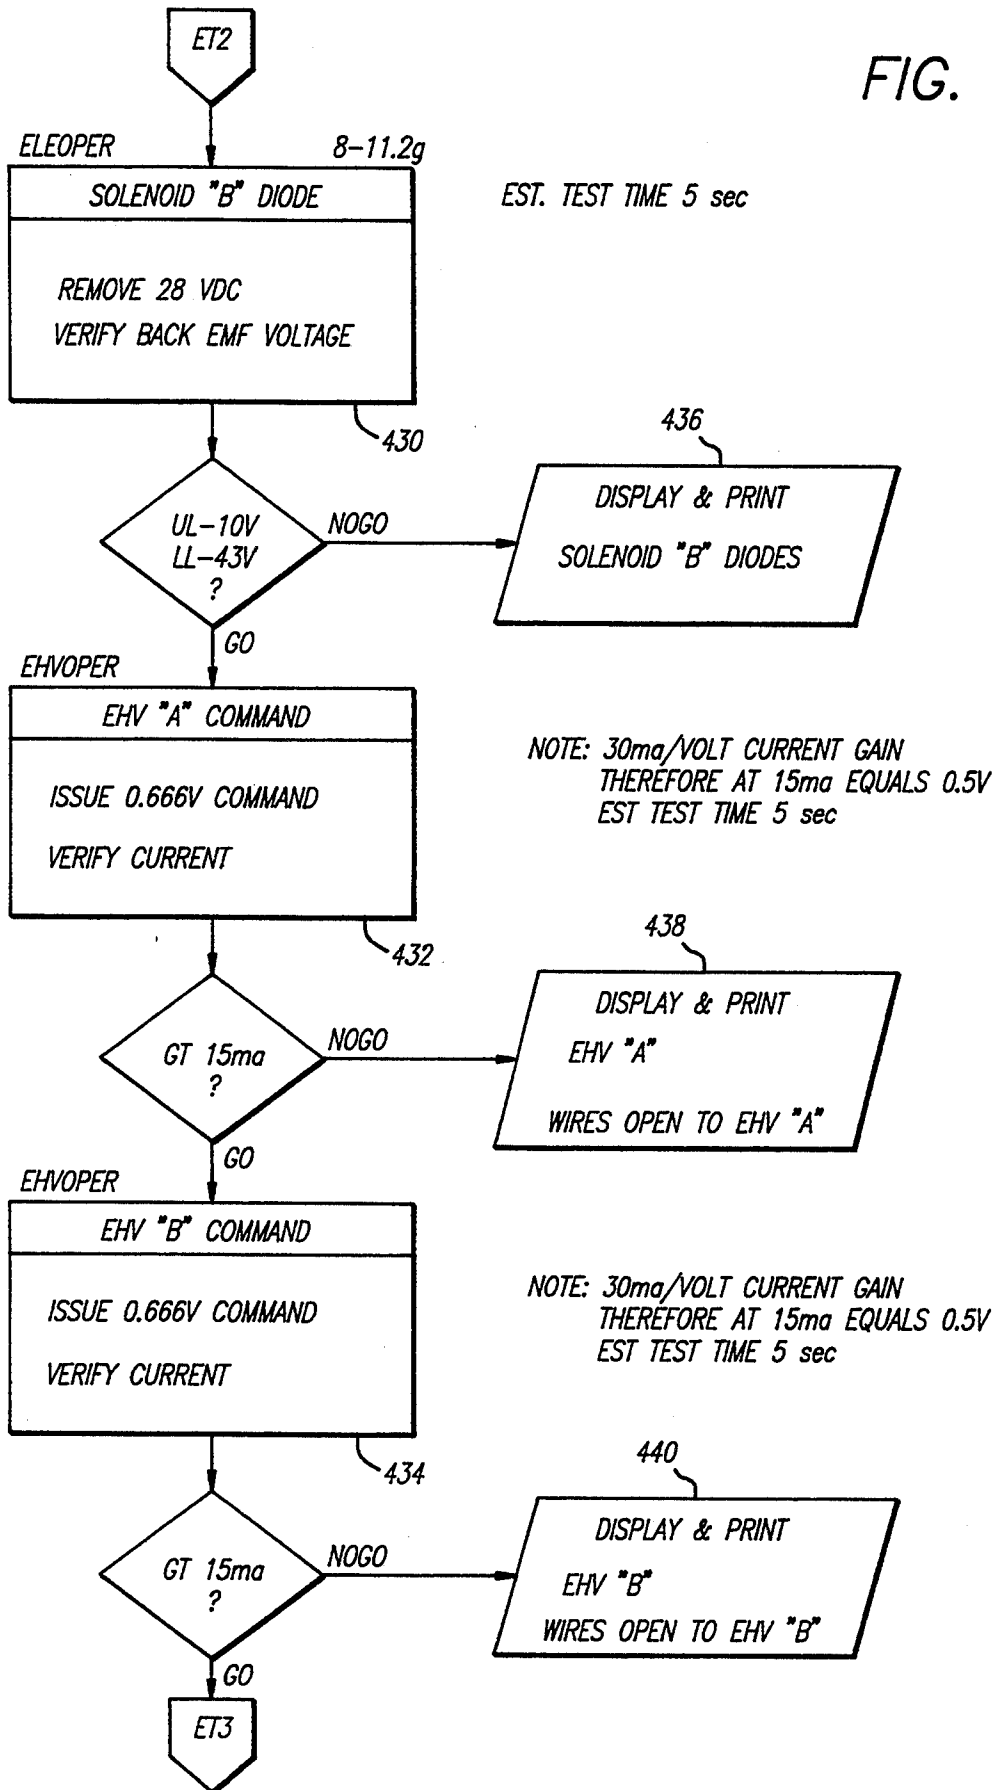 ET2
FIG.
ELEOPER 8-11.2g
SOLENOID "B" DIODE
EST. TEST TIME 5 sec
REMOVE 28 VDC
VERIFY BACK EMF VOLTAGE
430
436
UL-10V
LL-43V
?
NOGO
DISPLAY & PRINT
SOLENOID "B" DIODES
GO
EHVOPER
EHV "A" COMMAND
ISSUE 0.666V COMMAND
VERIFY CURRENT
NOTE: 30ma/VOLT CURRENT GAIN
THEREFORE AT 15ma EQUALS 0.5V
EST TEST TIME 5 sec
432
438
GT 15ma
?
NOGO
DISPLAY & PRINT
EHV "A"
WIRES OPEN TO EHV "A"
GO
EHVOPER
EHV "B" COMMAND
ISSUE 0.666V COMMAND
VERIFY CURRENT
NOTE: 30ma/VOLT CURRENT GAIN
THEREFORE AT 15ma EQUALS 0.5V
EST TEST TIME 5 sec
434
440
GT 15ma
?
NOGO
DISPLAY & PRINT
EHV "B"
WIRES OPEN TO EHV "B"
GO
ET3